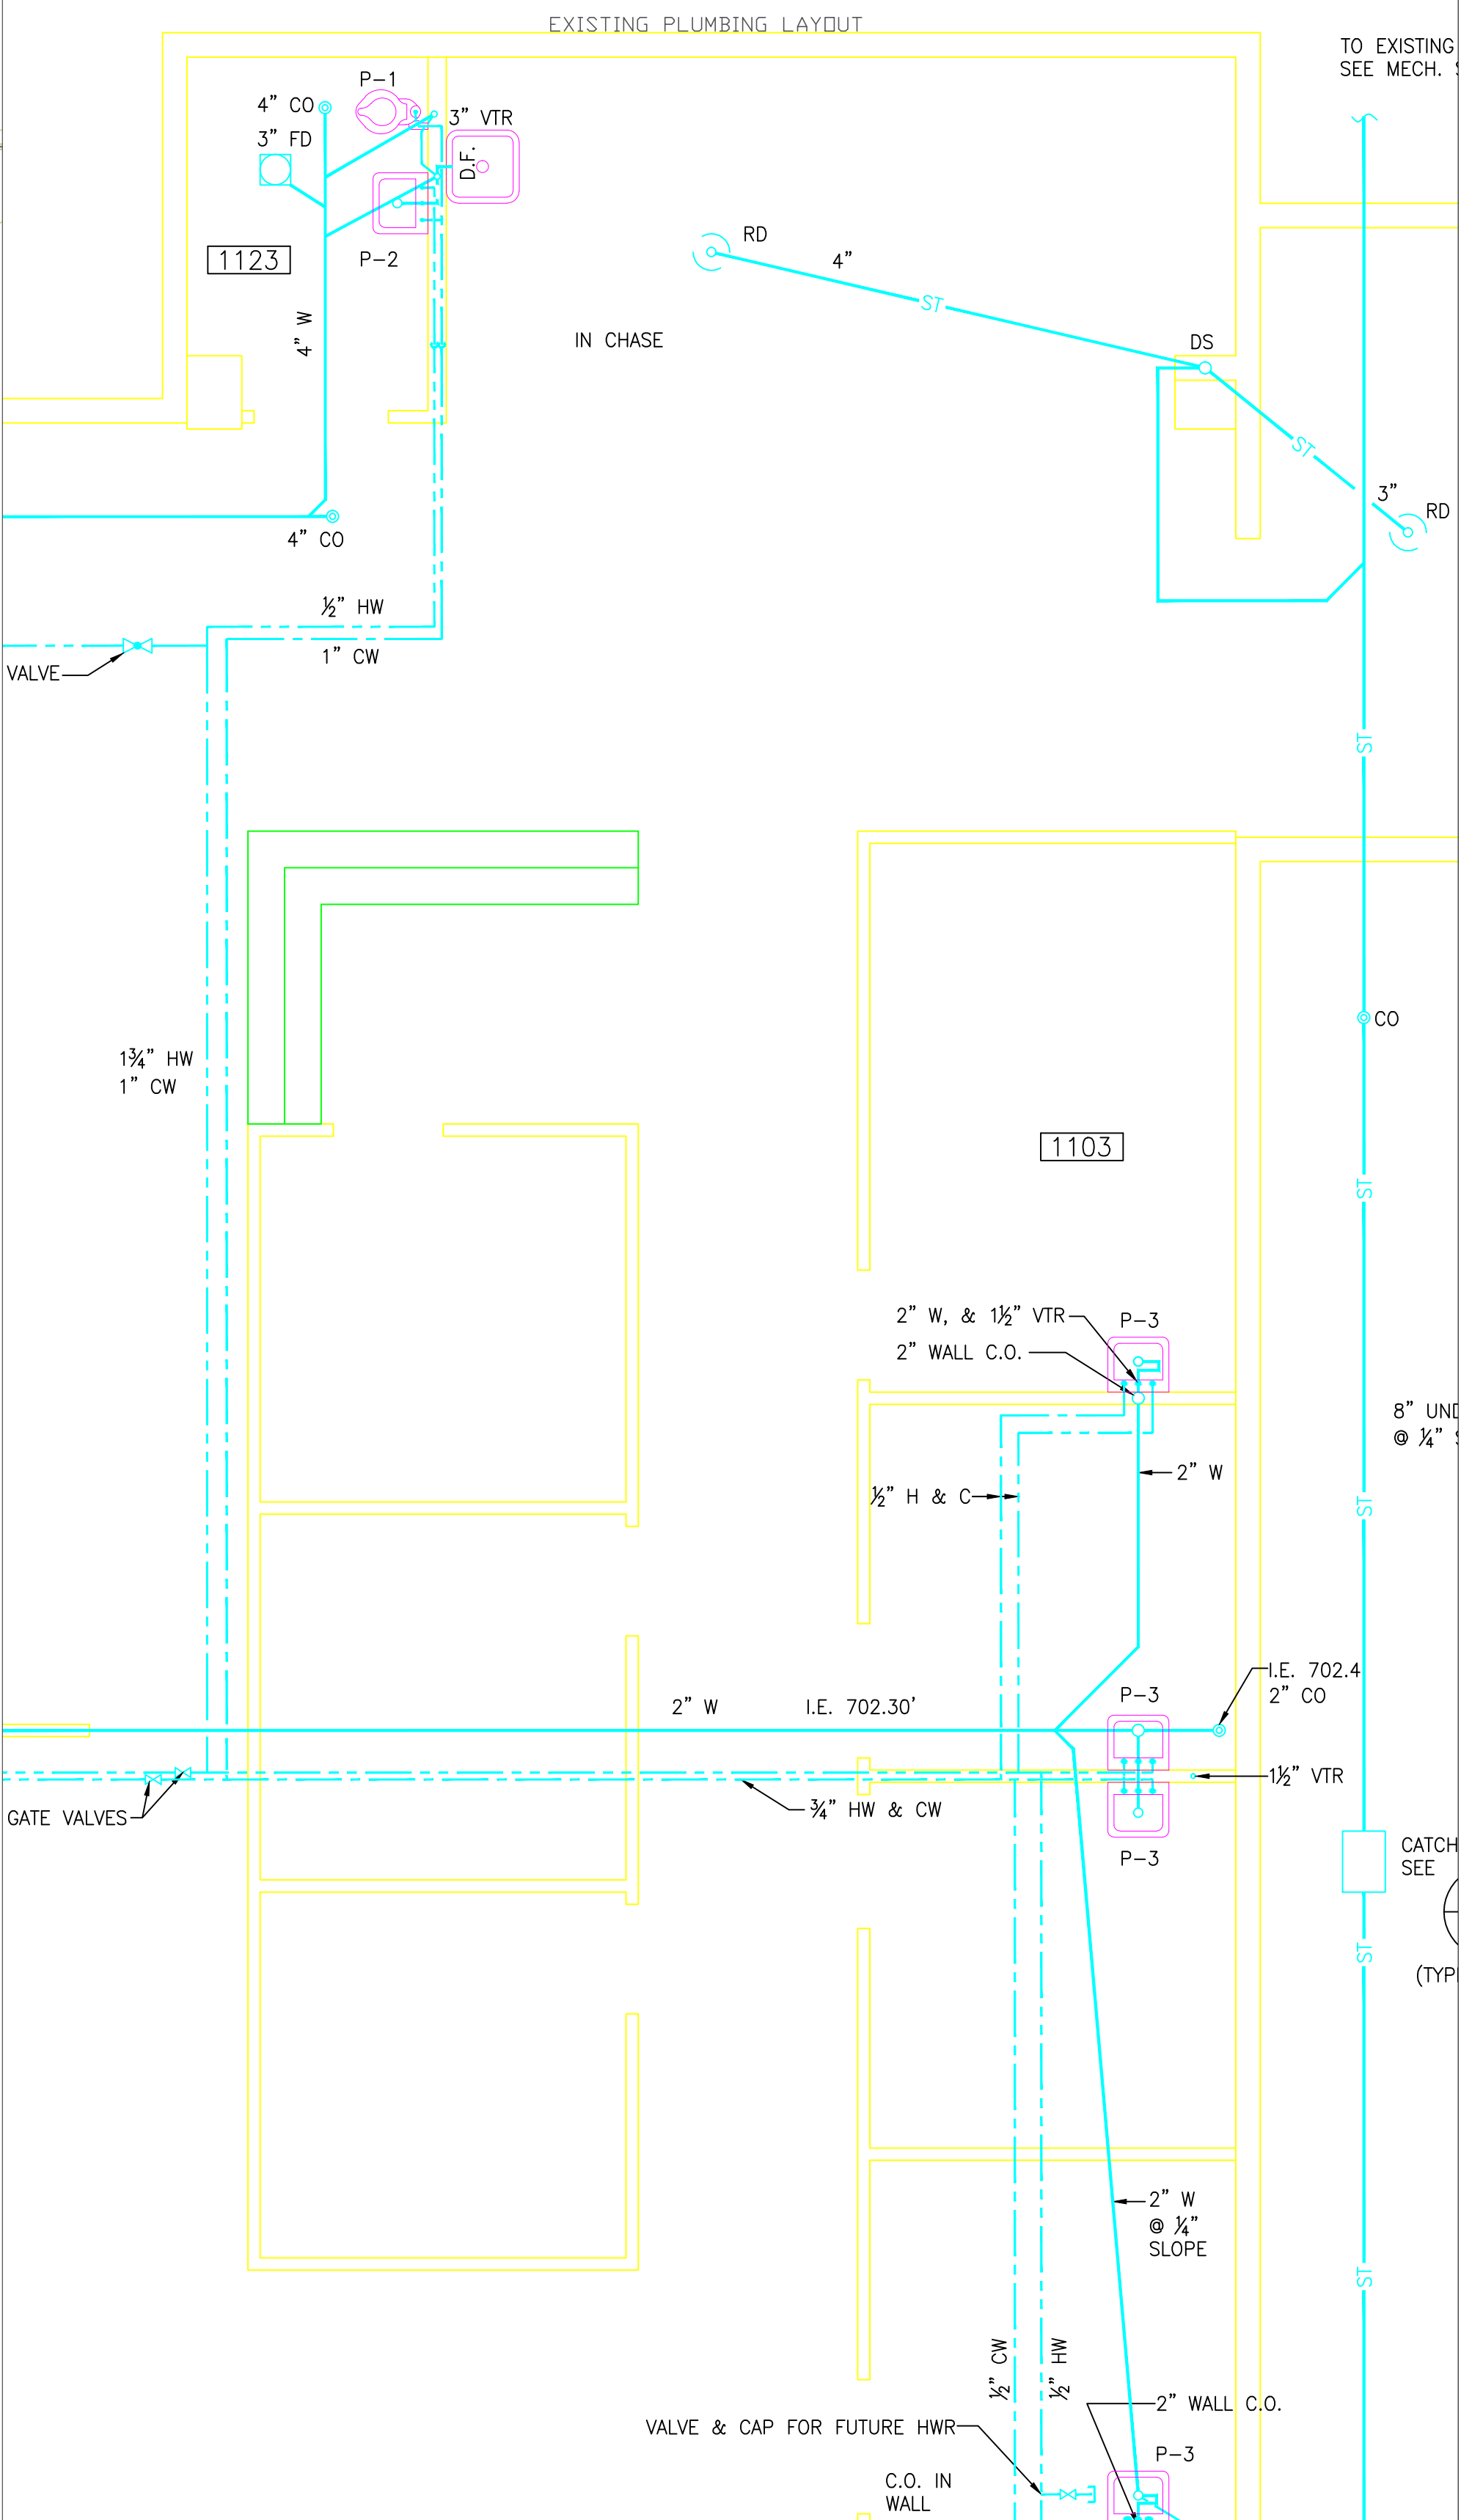 EXISTING PLUMBING LAYOUT
TO EXISTING
SEE MECH.
P-1
4" CO
3" VTR
3" FD
D.F.
1123
P-2
RD
4"
ST
IN CHASE
DS
4" W
ST
3"
RD
4" CO
½" HW
1" CW
VALVE
ST
CO
1¾" HW
1" CW
1103
ST
2" W, & 1½" VTR
P-3
2" WALL C.O.
8"
@ ¼"
2" W
½" H & C
ST
I.E. 702.4
2" CO
2" W
I.E. 702.30'
P-3
1½" VTR
¾" HW & CW
GATE VALVES
P-3
CATCH
SEE
ST
2" W
@ ¼"
SLOPE
ST
½" CW
½" HW
2" WALL C.O.
VALVE & CAP FOR FUTURE HWR
P-3
C.O. IN
WALL